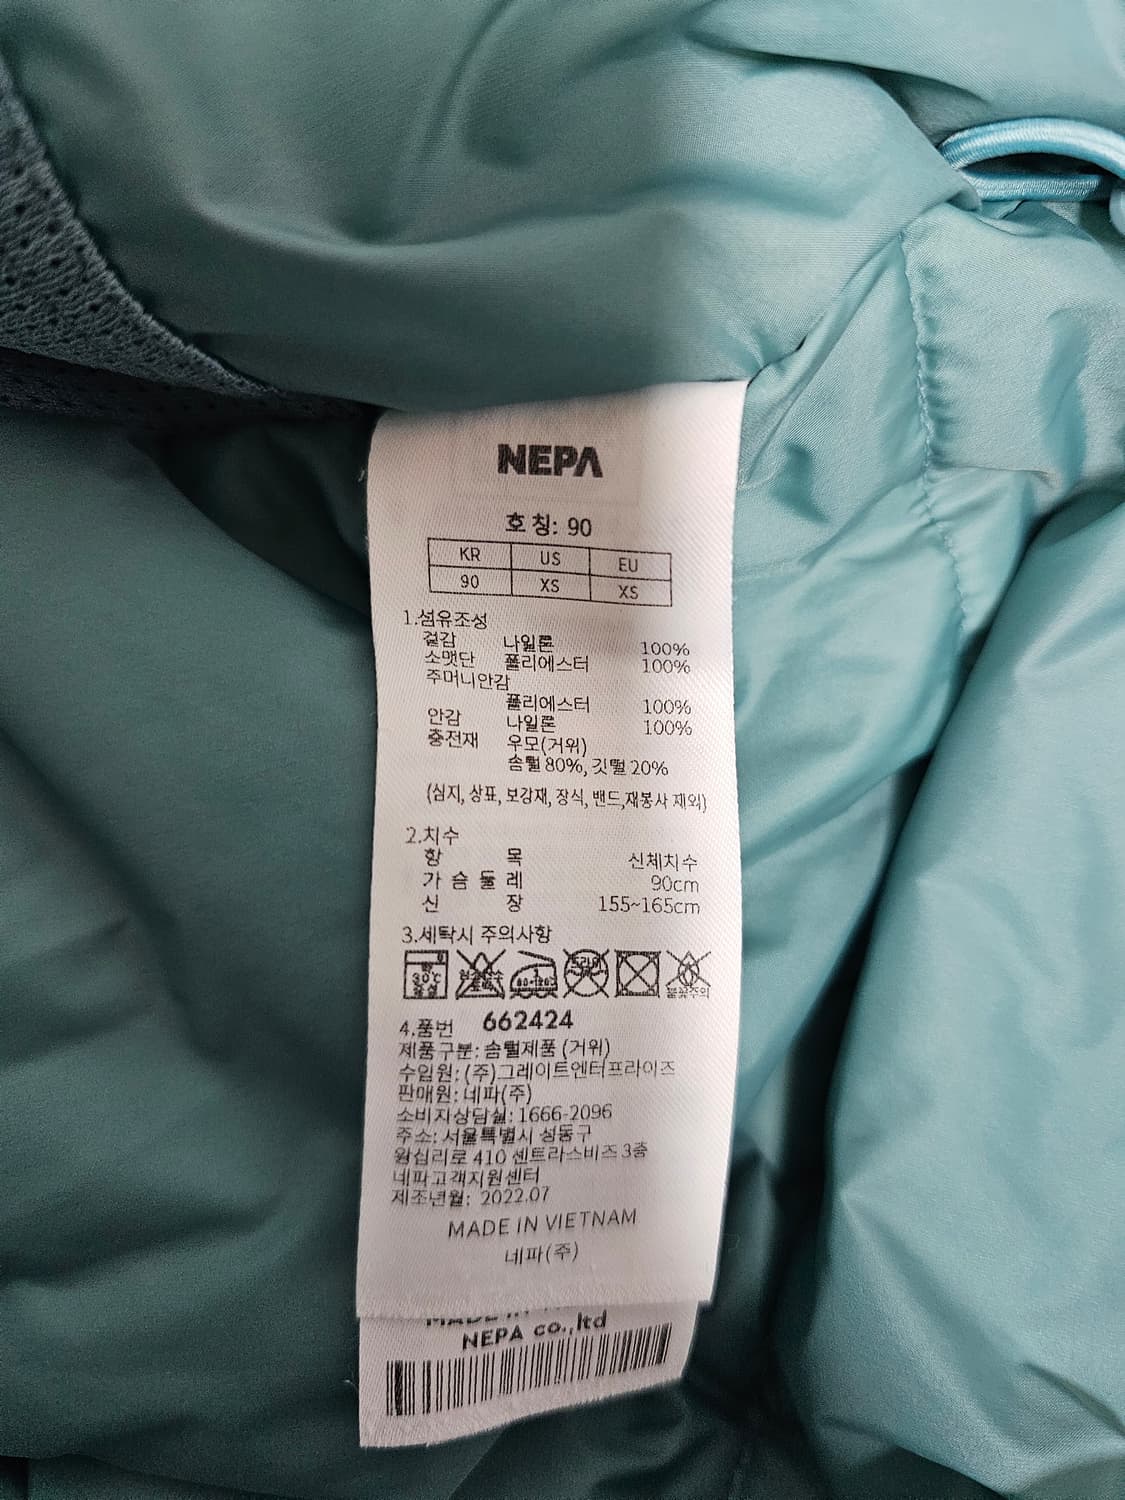 NEPA
호칭: 90
KR US EU
90 XS XS
1.섬유조성
겉감 나일론 100%
소맷단 폴리에스터 100%
주머니안감
폴리에스터 100%
안감 나일론 100%
충전재 우모(거위)
솜털 80%, 깃털 20%
(심지, 상표, 보강재, 장식, 밴드,재봉사 제외)
2.치수
항 목 신체치수
가 슴 둘 레 90cm
신 장 155~165cm
3.세탁시 주의사항
4.품번 662424
제품구분: 솜털제품 (거위)
수입원: (주)그레이트엔터프라이즈
판매원: 네파(주)
소비자상담실: 1666-2096
주소: 서울특별시 성동구
왕십리로 410 센트라스비즈 3층
네파고객지원센터
제조년월: 2022.07
MADE IN VIETNAM
네파(주)
MADE IN
NEPA co.,ltd